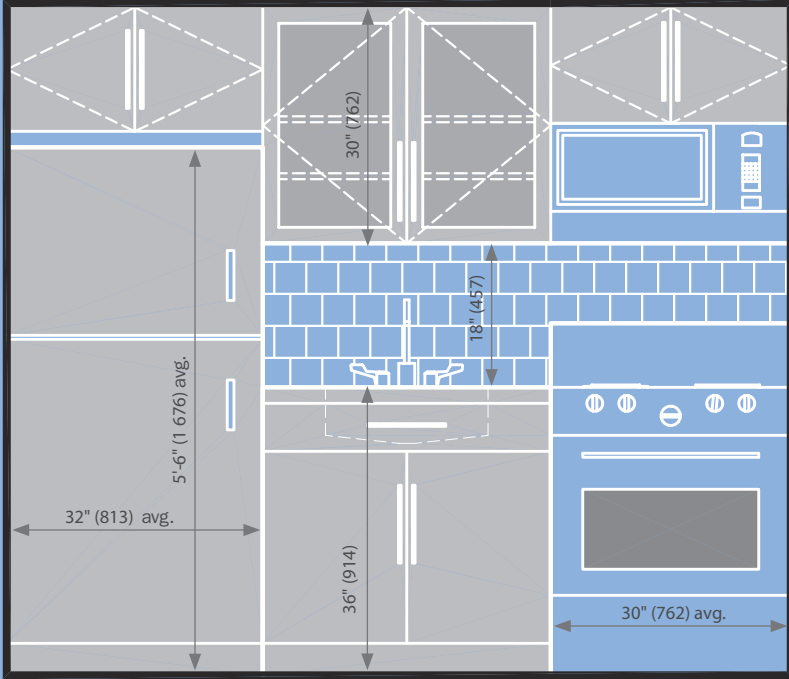 30" (762)
18" (457)
5'-6" (1 676) avg.
32" (813) avg.
36" (914)
30" (762) avg.